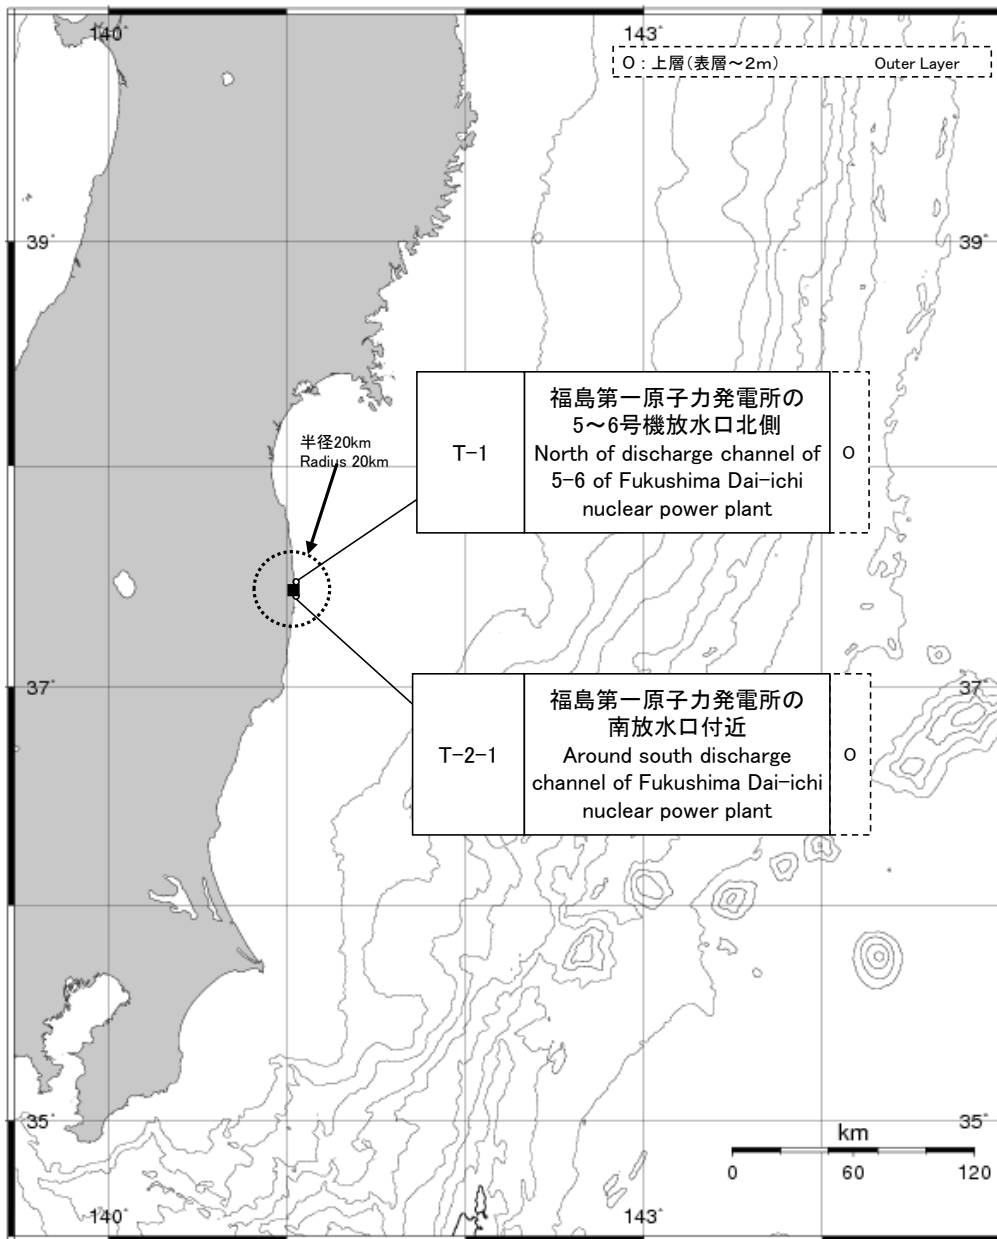 140°
143°
O : 上層(表層～2m) Outer Layer
39°
39°
福島第一原子力発電所の
5～6号機放水口北側
T-1
North of discharge channel of
5-6 of Fukushima Dai-ichi
nuclear power plant
O
半径20km
Radius 20km
37°
福島第一原子力発電所の
南放水口付近
T-2-1
Around south discharge
channel of Fukushima Dai-ichi
nuclear power plant
O
35°
35°
km
0 60 120
140°
143°
37°